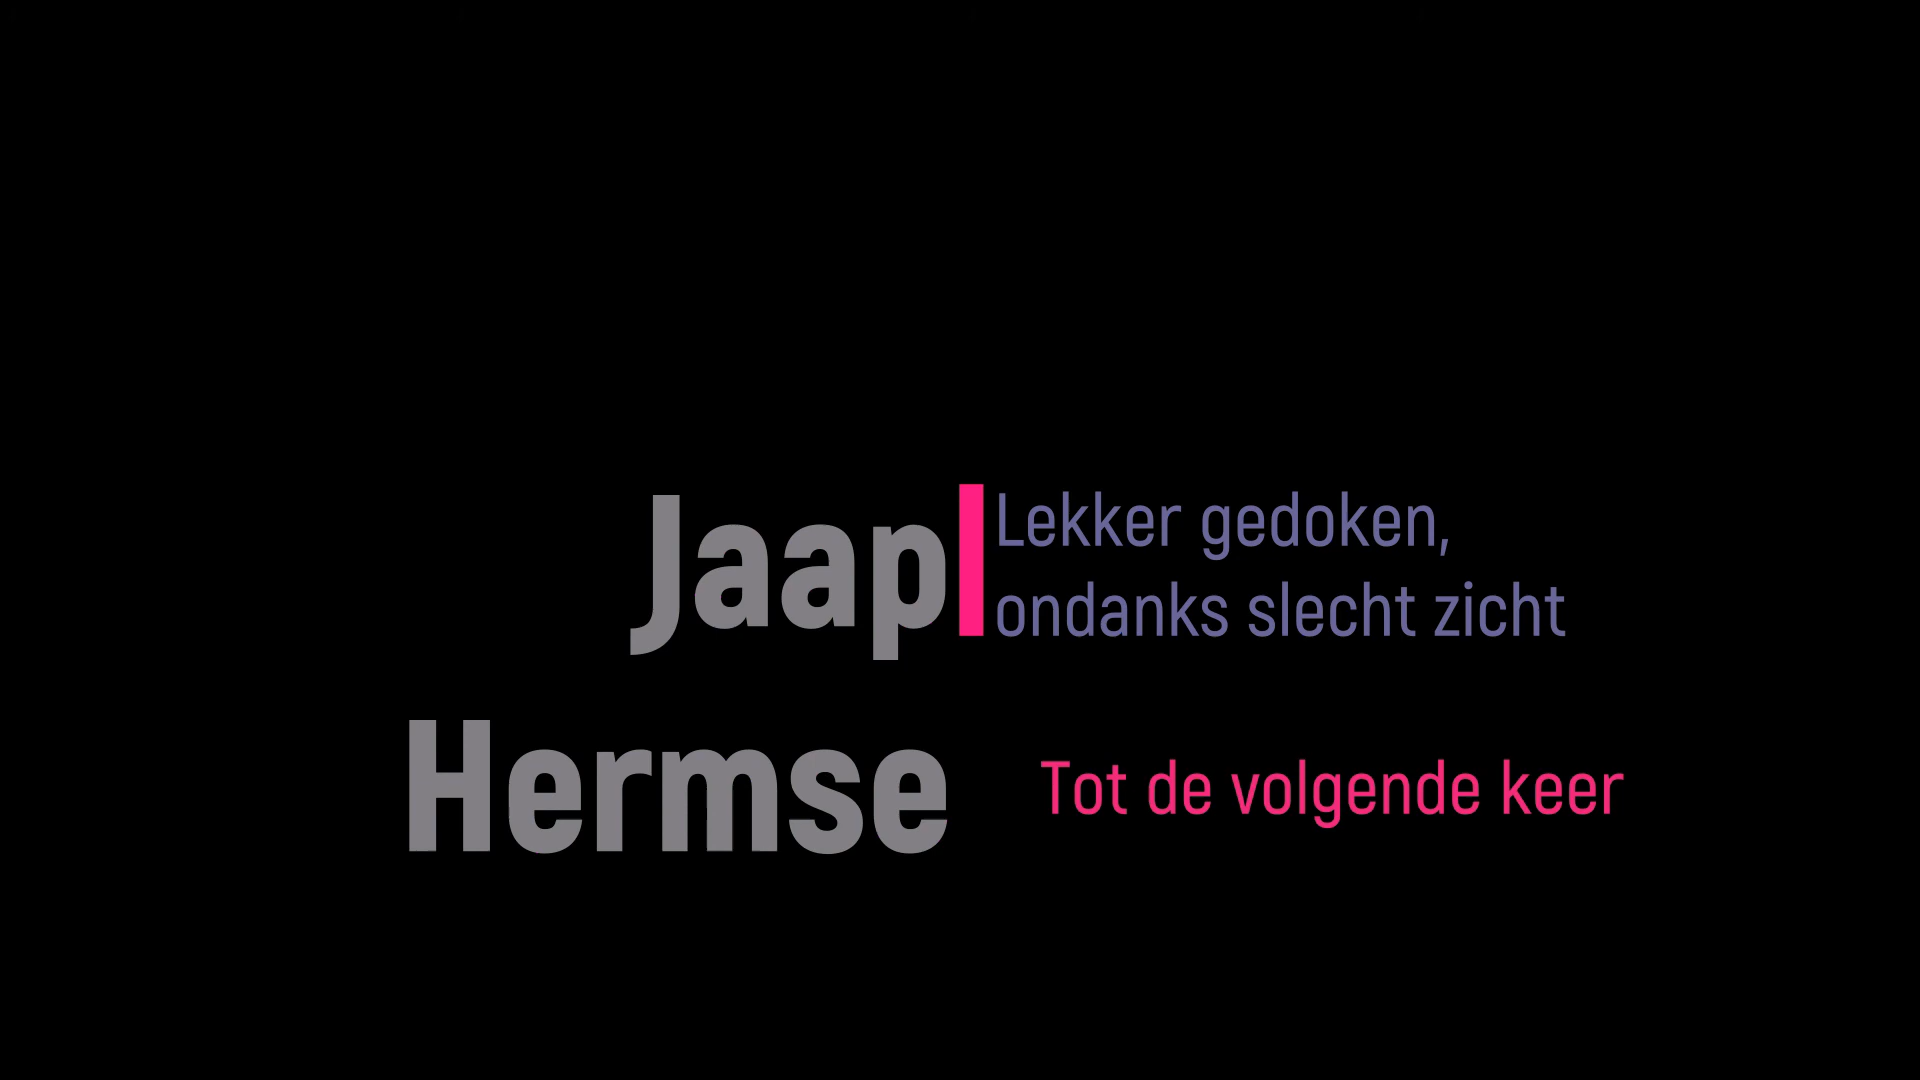 Jaap
Hermse
Lekker gedoken,
ondanks slecht zicht
Tot de volgende keer